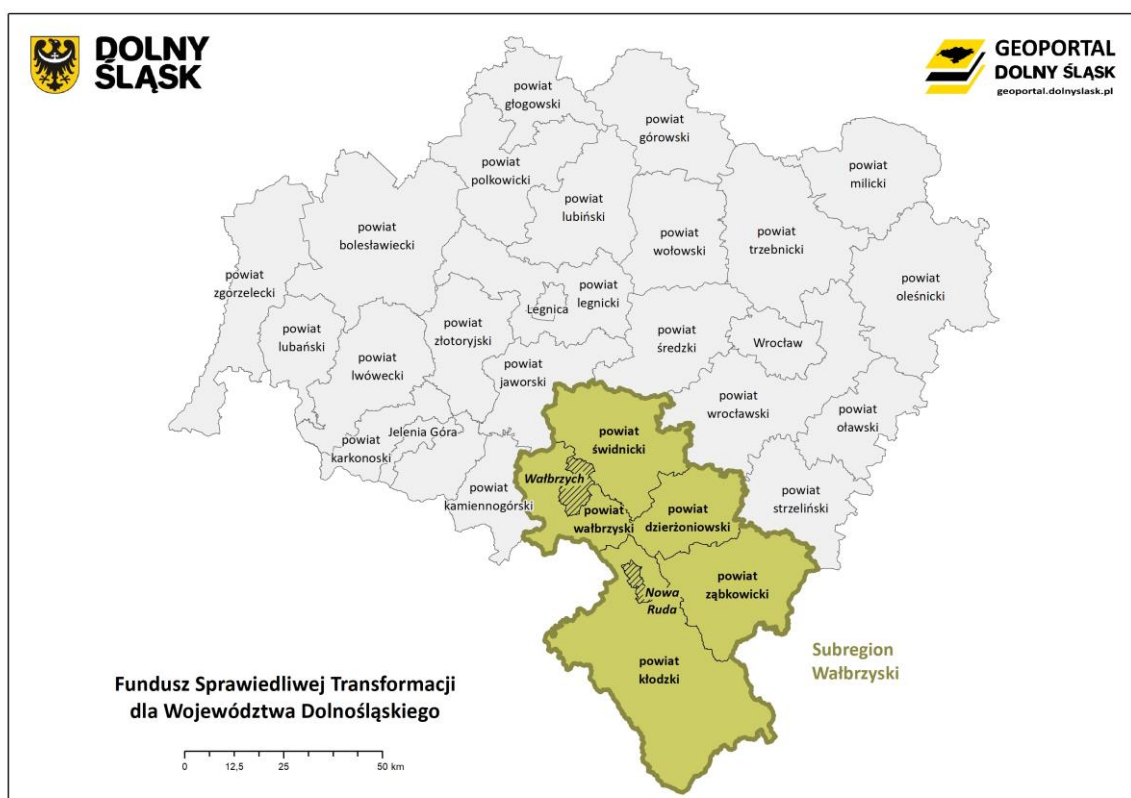 DOLNY
ŚLĄSK
GEOPORTAL
DOLNY ŚLĄSK
geoportal.dolnyslask.pl
powiat
głogowski
powiat
górowski
powiat
milicki
powiat
polkowicki
powiat
lubiński
powiat
bolesławiecki
powiat
wołowski
powiat
trzebnicki
powiat
zgorzelecki
powiat
oleśnicki
Legnica
powiat
legnicki
powiat
lubański
powiat
złotoryjski
powiat
średzki
Wrocław
powiat
lwówecki
powiat
jaworski
powiat
wrocławski
powiat
oławski
Jelenia Góra
powiat
karkonoski
powiat
świdnicki
Wałbrzych
powiat
kamiennogórski
powiat
wałbrzyski
powiat
dzierżoniowski
powiat
strzeliński
Nowa
Ruda
powiat
ząbkowicki
powiat
kłodzki
Subregion
Wałbrzyski
Fundusz Sprawiedliwej Transformacji
dla Województwa Dolnośląskiego
0 12,5 25 50 km